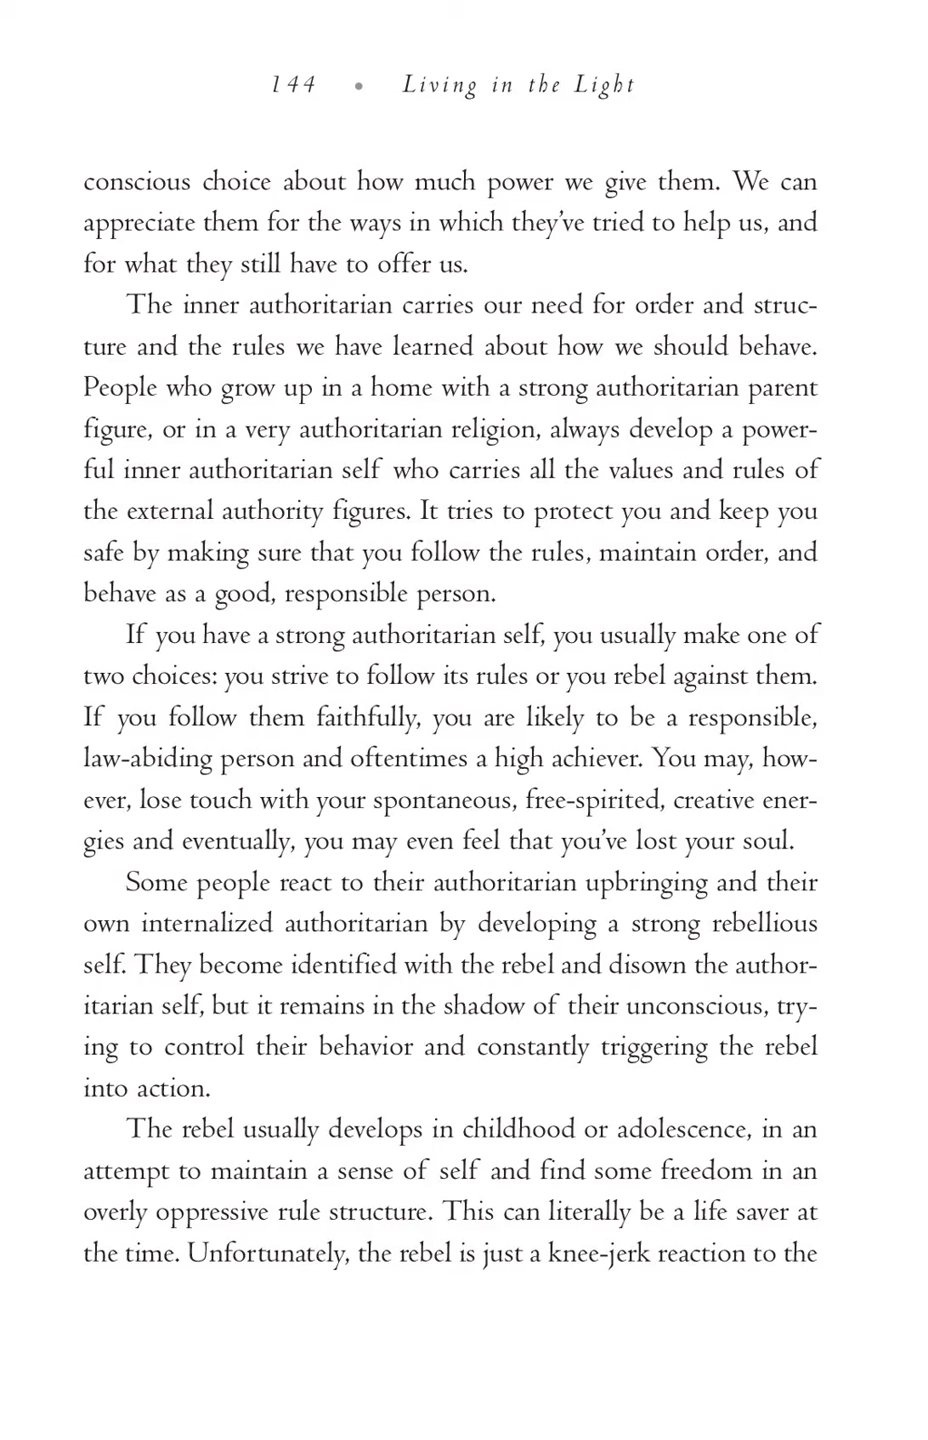 144 • Living in the Light
conscious choice about how much power we give them. We can
appreciate them for the ways in which they've tried to help us, and
for what they still have to offer us.
The inner authoritarian carries our need for order and struc-
ture and the rules we have learned about how we should behave.
People who grow up in a home with a strong authoritarian parent
figure, or in a very authoritarian religion, always develop a power-
ful inner authoritarian self who carries all the values and rules of
the external authority figures. It tries to protect you and keep you
safe by making sure that you follow the rules, maintain order, and
behave as a good, responsible person.
If you have a strong authoritarian self, you usually make one of
two choices: you strive to follow its rules or you rebel against them.
If you follow them faithfully, you are likely to be a responsible,
law-abiding person and oftentimes a high achiever. You may, how-
ever, lose touch with your spontaneous, free-spirited, creative ener-
gies and eventually, you may even feel that you've lost your soul.
Some people react to their authoritarian upbringing and their
own internalized authoritarian by developing a strong rebellious
self. They become identified with the rebel and disown the author-
itarian self, but it remains in the shadow of their unconscious, try-
ing to control their behavior and constantly triggering the rebel
into action.
The rebel usually develops in childhood or adolescence, in an
attempt to maintain a sense of self and find some freedom in an
overly oppressive rule structure. This can literally be a life saver at
the time. Unfortunately, the rebel is just a knee-jerk reaction to the